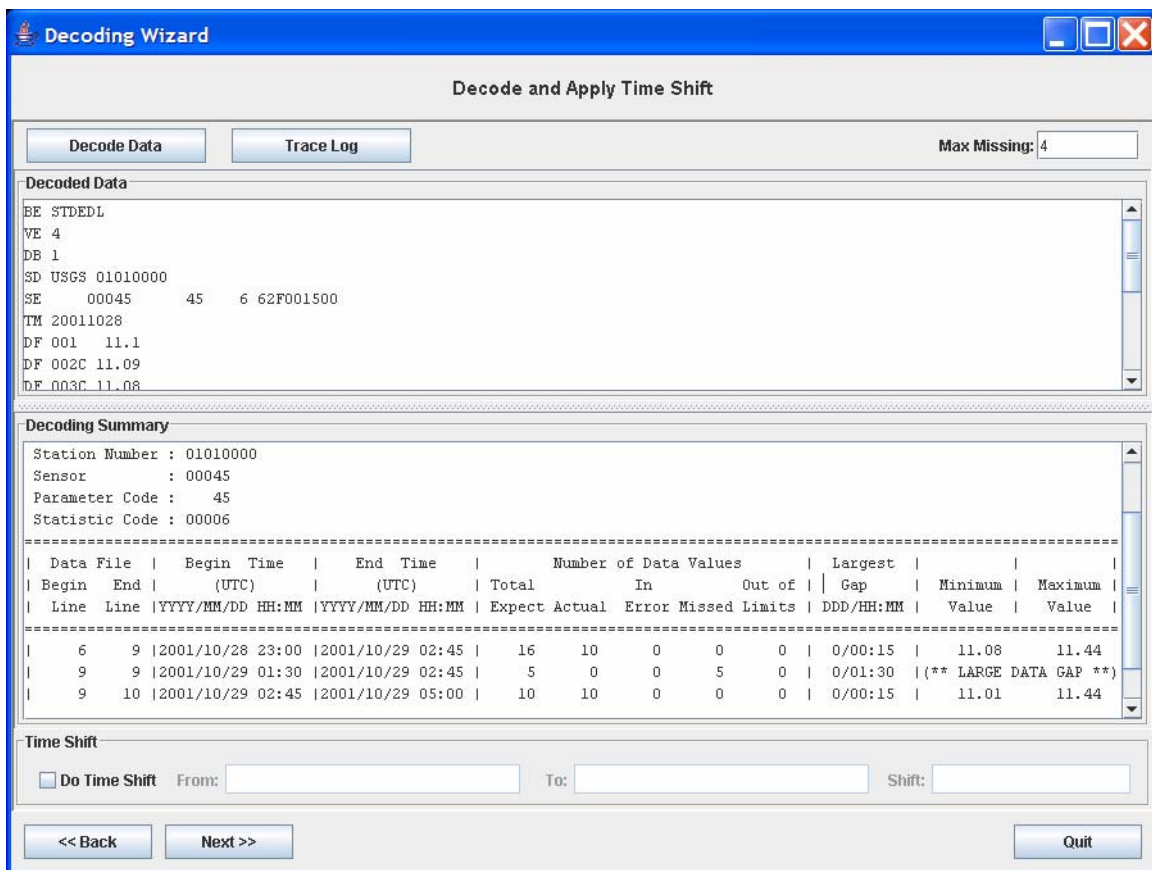 Decoding Wizard
Decode and Apply Time Shift
Decode Data Trace Log Max Missing: 4
Decoded Data
BE STDEDL
VE 4
DB 1
SD USGS 01010000
SE     00045      45    6 62F001500
TM 20011028
DF 001   11.1
DF 002C 11.09
DF 003C 11.08
Decoding Summary
Station Number : 01010000
Sensor         : 00045
Parameter Code :    45
Statistic Code : 00006
====================================================================================================================
|  Data File  |   Begin  Time   |    End  Time    |        Number of Data Values        |  Largest  |           |           |
| Begin   End |      (UTC)      |      (UTC)      | Total            In          Out of |    Gap    |  Minimum  |  Maximum  |
|  Line  Line |YYYY/MM/DD HH:MM |YYYY/MM/DD HH:MM | Expect Actual   Error Missed Limits | DDD/HH:MM |   Value   |   Value   |
====================================================================================================================
|     6     9 |2001/10/28 23:00 |2001/10/29 02:45 |    16     10       0      0      0  |   0/00:15 |    11.08       11.44
|     9     9 |2001/10/29 01:30 |2001/10/29 02:45 |     5      0       0      5      0  |   0/01:30 |(** LARGE DATA GAP **)
|     9    10 |2001/10/29 02:45 |2001/10/29 05:00 |    10     10       0      0      0  |   0/00:15 |    11.01       11.44
Time Shift
Do Time Shift From: To: Shift:
<< Back Next >> Quit